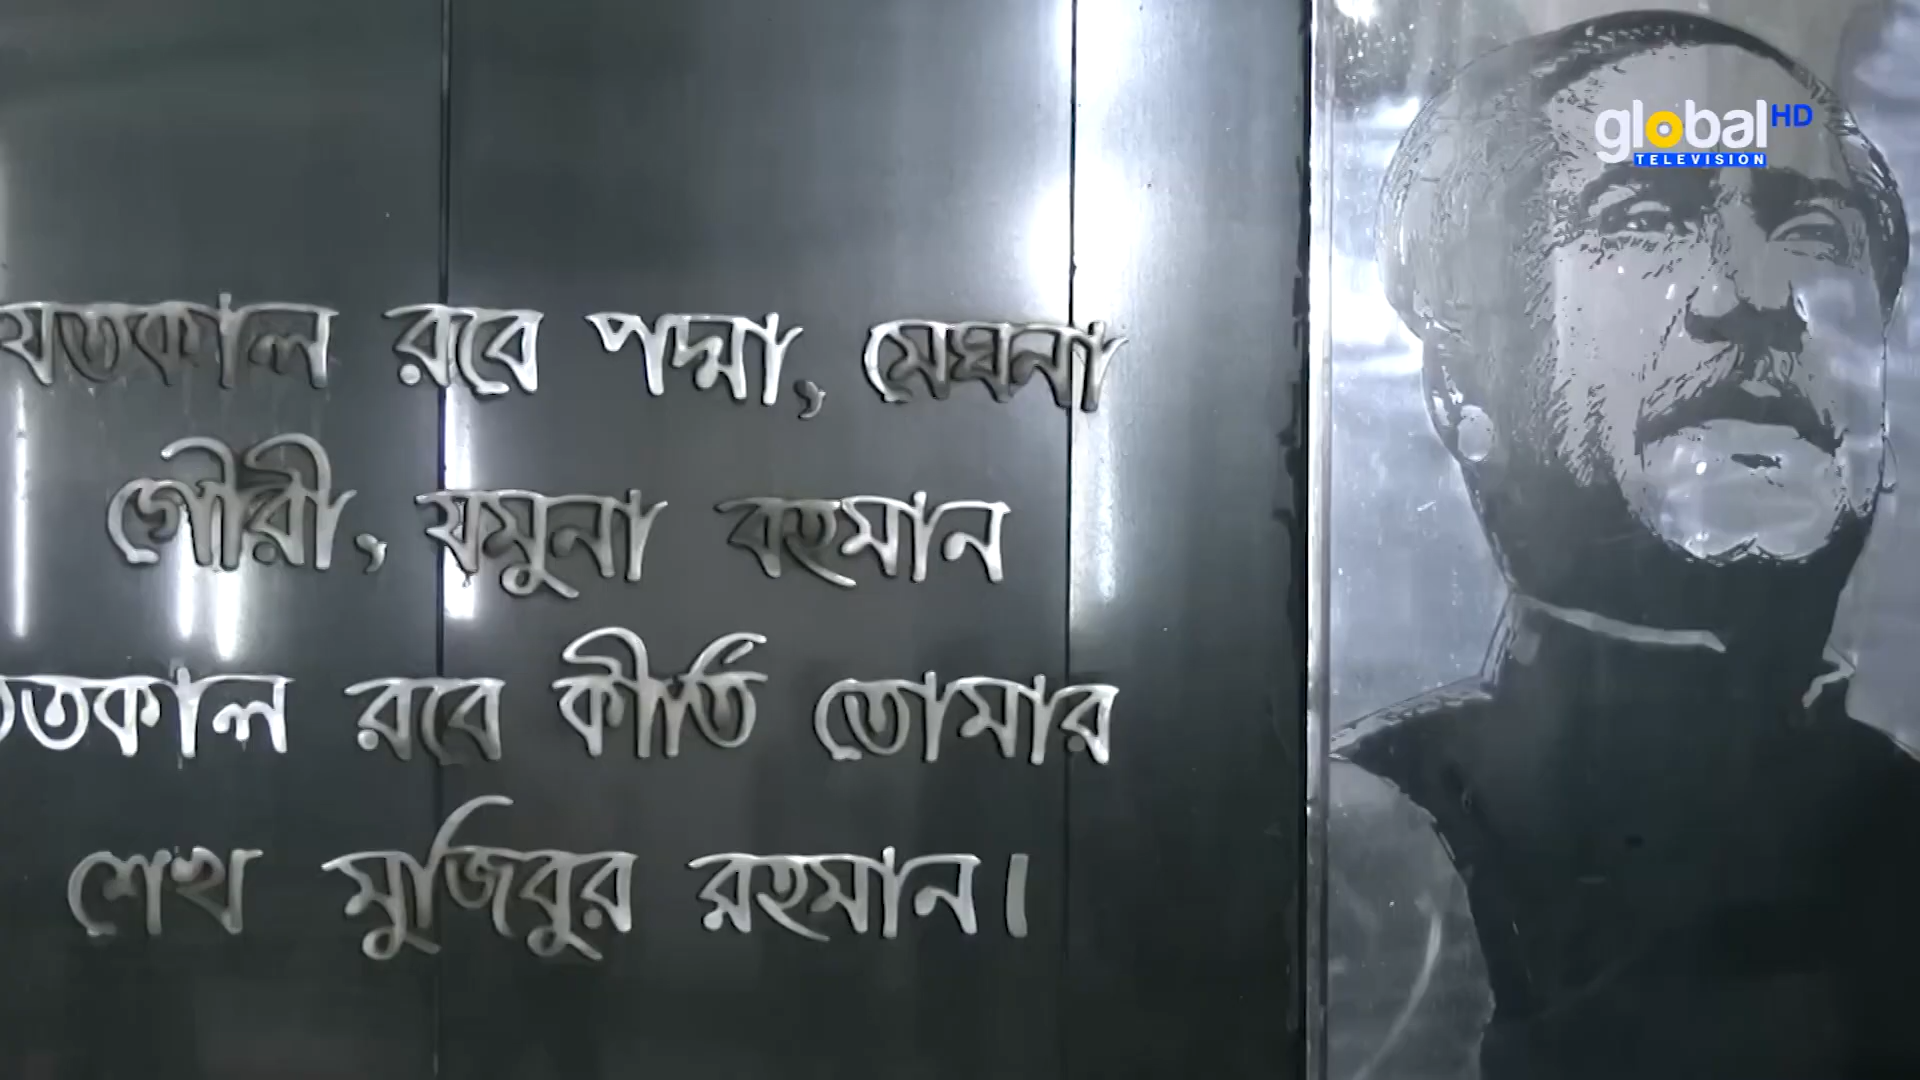 global HD
TELEVISION
যতকাল রবে পদ্মা, মেঘনা
গৌরী, যমুনা বহমান
ততকাল রবে কীর্তি তোমার
শেখ মুজিবুর রহমান।